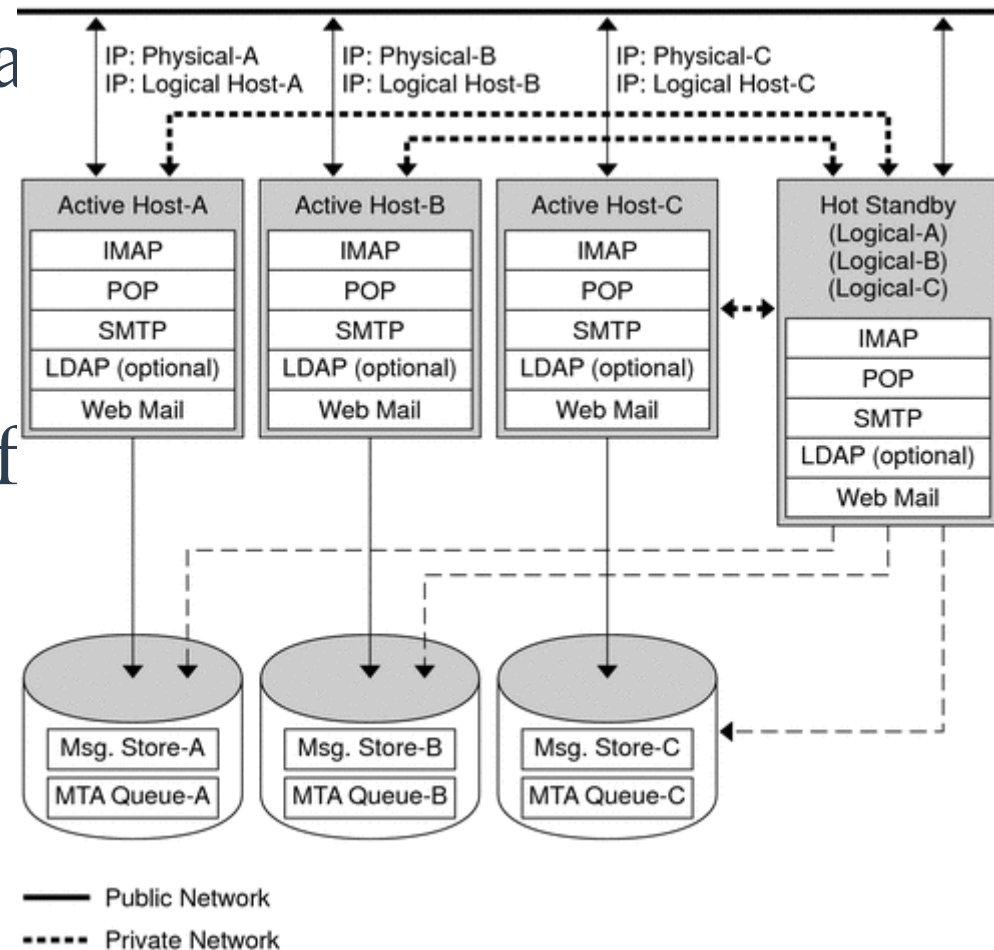 a
IP: Physical-A
IP: Logical Host-A
IP: Physical-B
IP: Logical Host-B
IP: Physical-C
IP: Logical Host-C
Active Host-A
IMAP
POP
SMTP
LDAP (optional)
Web Mail
Active Host-B
IMAP
POP
SMTP
LDAP (optional)
Web Mail
Active Host-C
IMAP
POP
SMTP
LDAP (optional)
Web Mail
Hot Standby
(Logical-A)
(Logical-B)
(Logical-C)
IMAP
POP
SMTP
LDAP (optional)
Web Mail
f
Msg. Store-A
MTA Queue-A
Msg. Store-B
MTA Queue-B
Msg. Store-C
MTA Queue-C
Public Network
Private Network